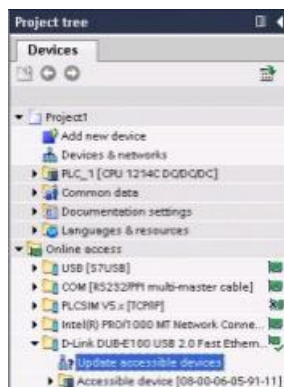 Project tree
Devices
Project1
Add new device
Devices & networks
PLC_1 [CPU 1214C DC/DC/DC]
Common data
Documentation settings
Languages & resources
Online access
USB [S7USB]
COM [RS232/PPI multi-master cable]
PLCSIM V5.x [TCP/IP]
Intel(R) PRO/1000 MT Network Conne...
D-Link DUB-E100 USB 2.0 Fast Ethern...
Update accessible devices
Accessible device [08-00-06-05-91-11]